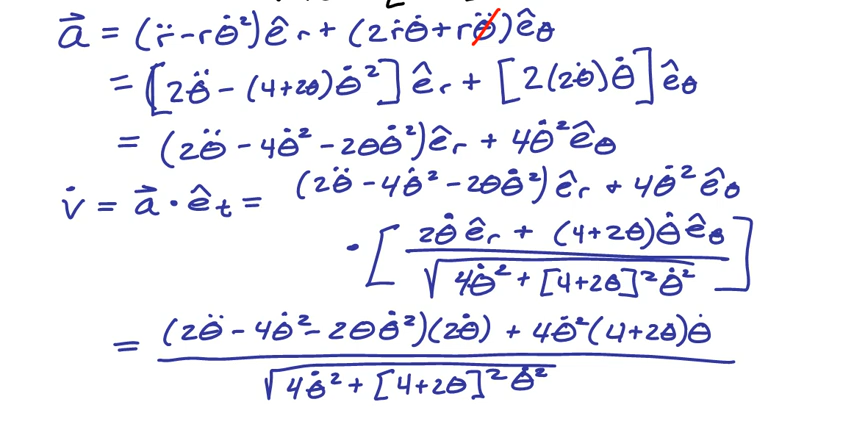 a⃗ = (r̈ - rθ̇²)ê_r + (2ṙθ̇ + rθ̈)ê_θ
= [2θ̈ - (4+2θ)θ̇²] ê_r + [2(2θ̇)θ̇] ê_θ
= (2θ̈ - 4θ̇² - 2θθ̇²)ê_r + 4θ̇²ê_θ
v̇ = a⃗ · ê_t = (2θ̈ - 4θ̇² - 2θθ̇²) ê_r + 4θ̇² ê_θ
· [ (2θ̇ ê_r + (4+2θ)θ̇ ê_θ) / √(4θ̇² + [4+2θ]²θ̇²) ]
= ((2θ̈ - 4θ̇² - 2θθ̇²)(2θ̇) + 4θ̇²(4+2θ)θ̇) / √(4θ̇² + [4+2θ]²θ̇²)